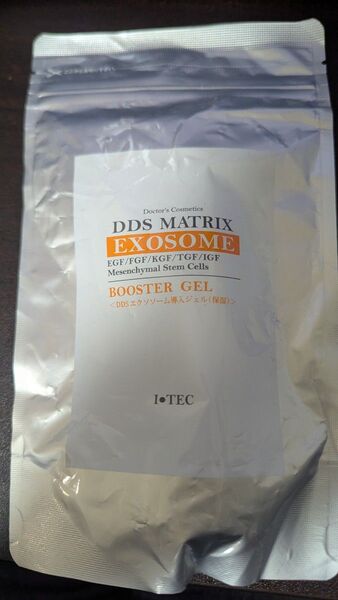 Doctor's Cosmetics
DDS MATRIX
EXOSOME
EGF/FGF/KGF/TGF/IGF
Mesenchymal Stem Cells
BOOSTER GEL
＜DDSエクソソーム導入ジェル（保湿）＞
I●TEC